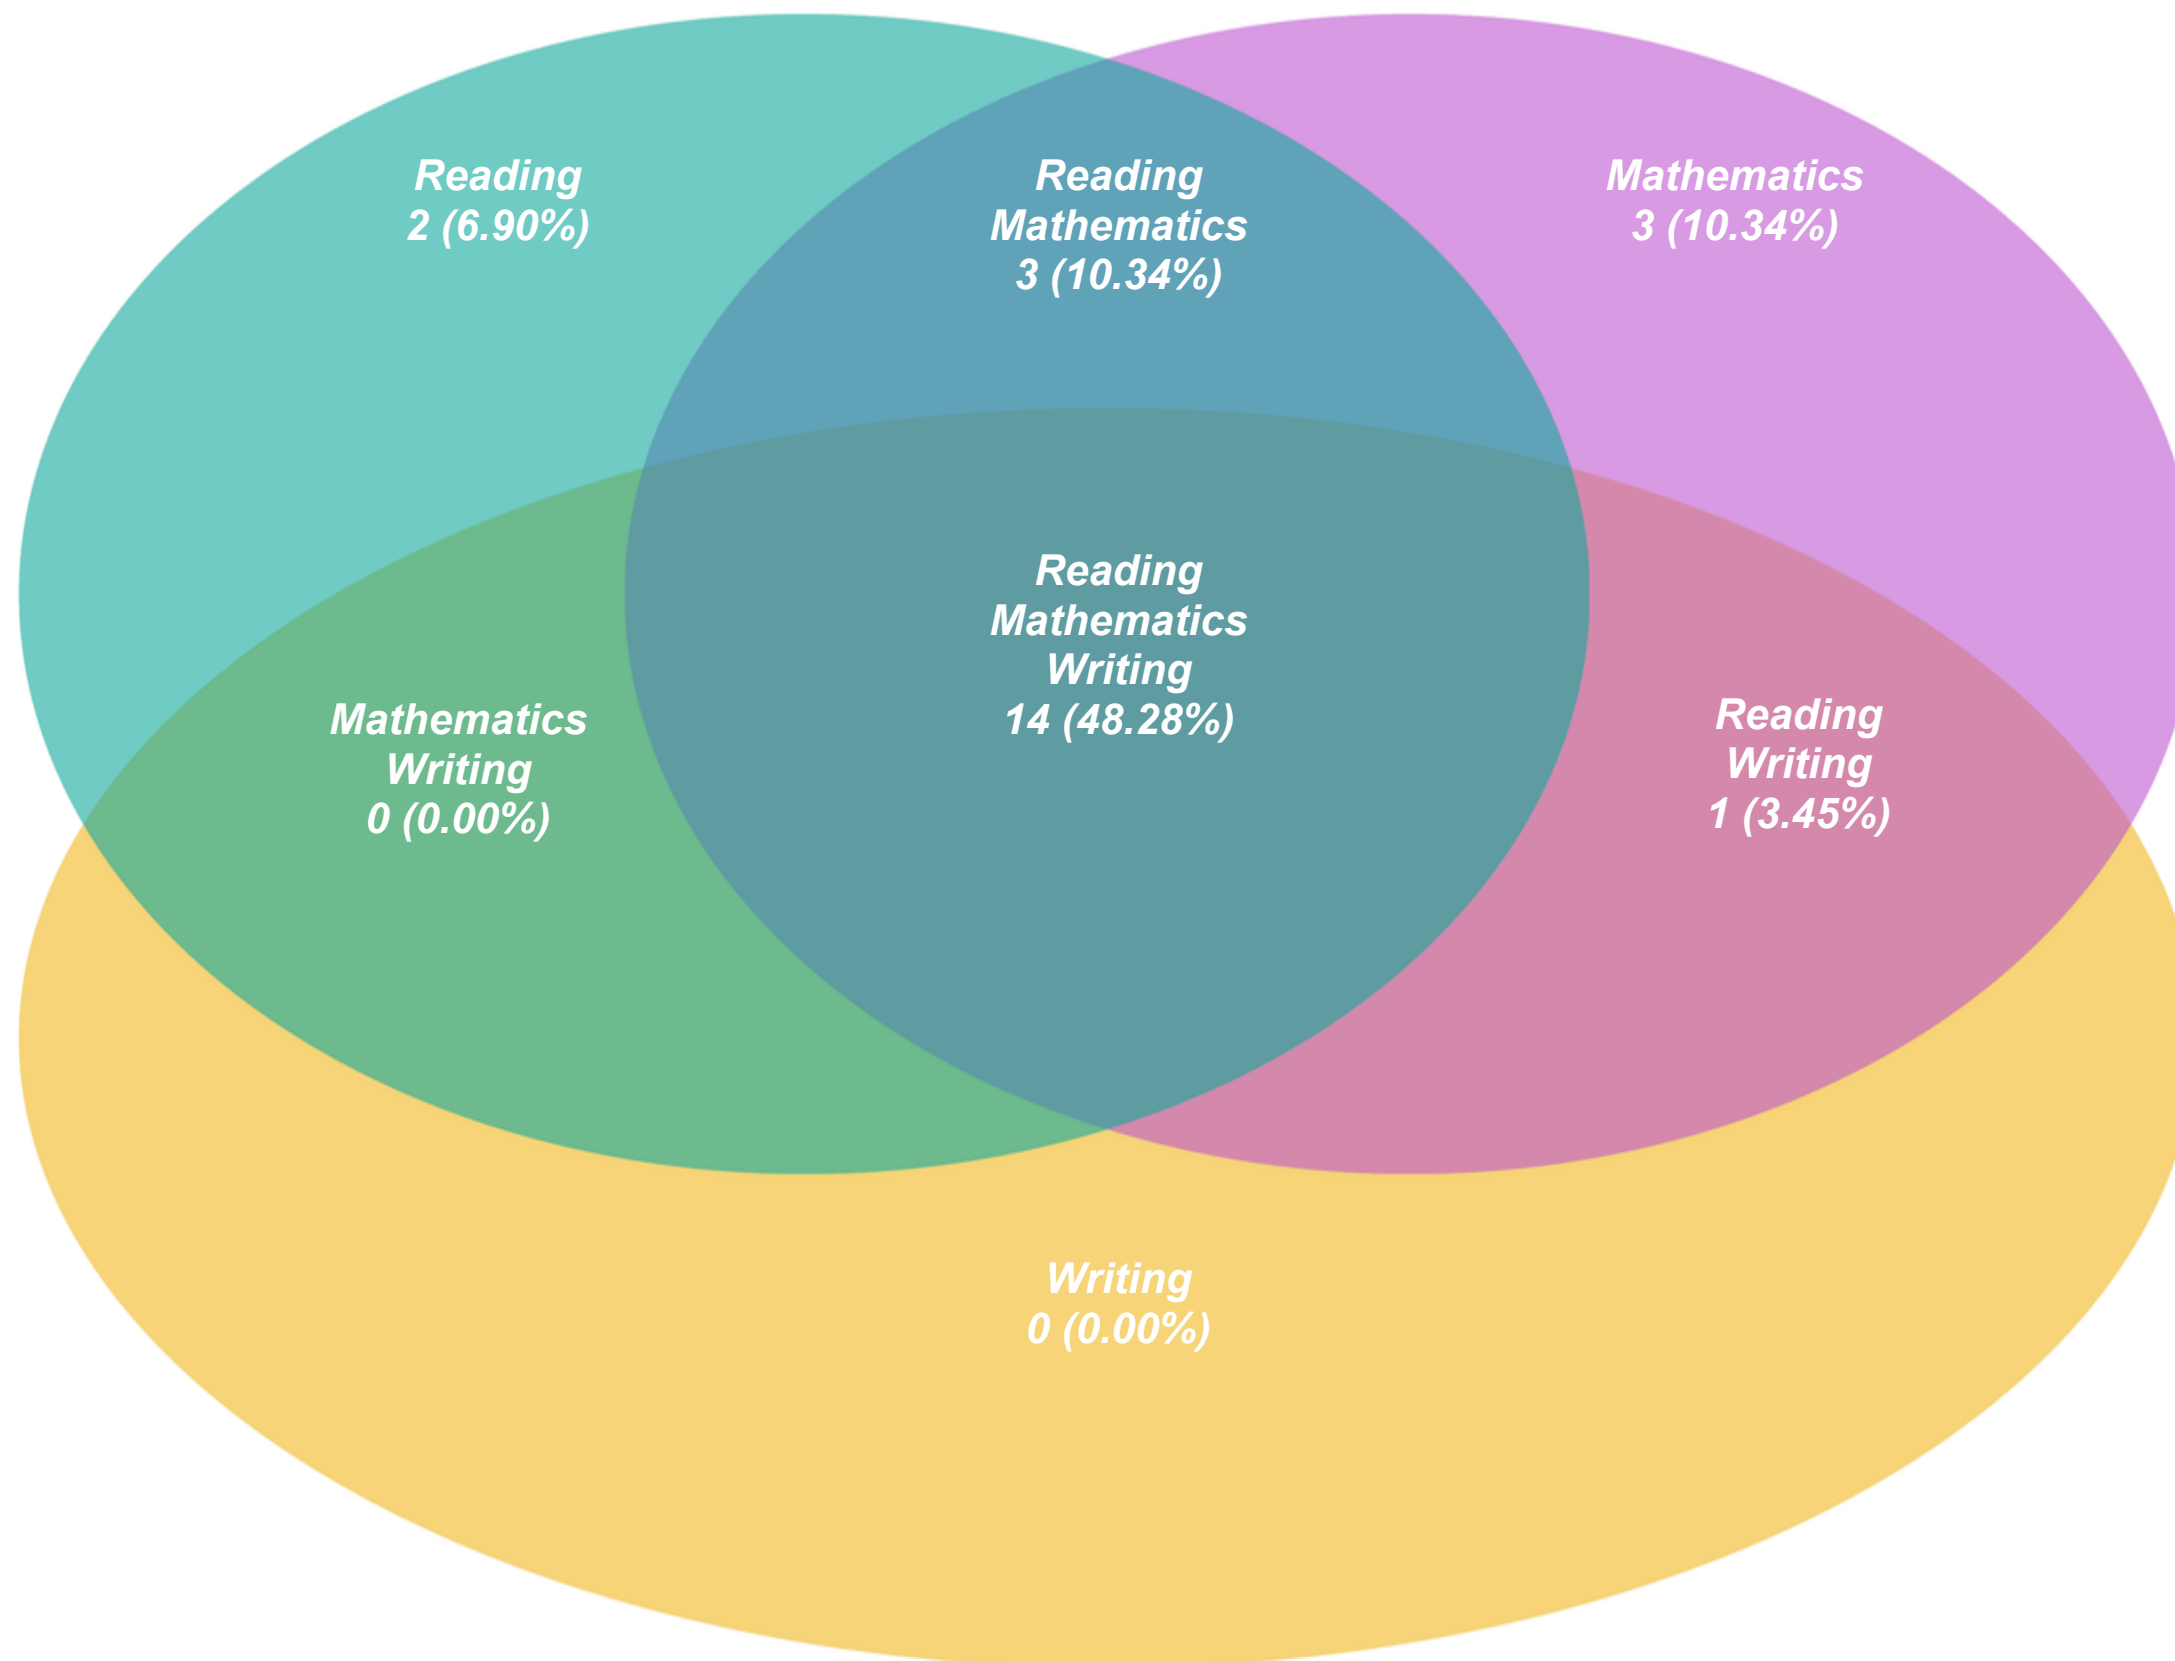 Reading
2 (6.90%)
Reading
Mathematics
3 (10.34%)
Mathematics
3 (10.34%)
Reading
Mathematics
Writing
14 (48.28%)
Mathematics
Writing
0 (0.00%)
Reading
Writing
1 (3.45%)
Writing
0 (0.00%)